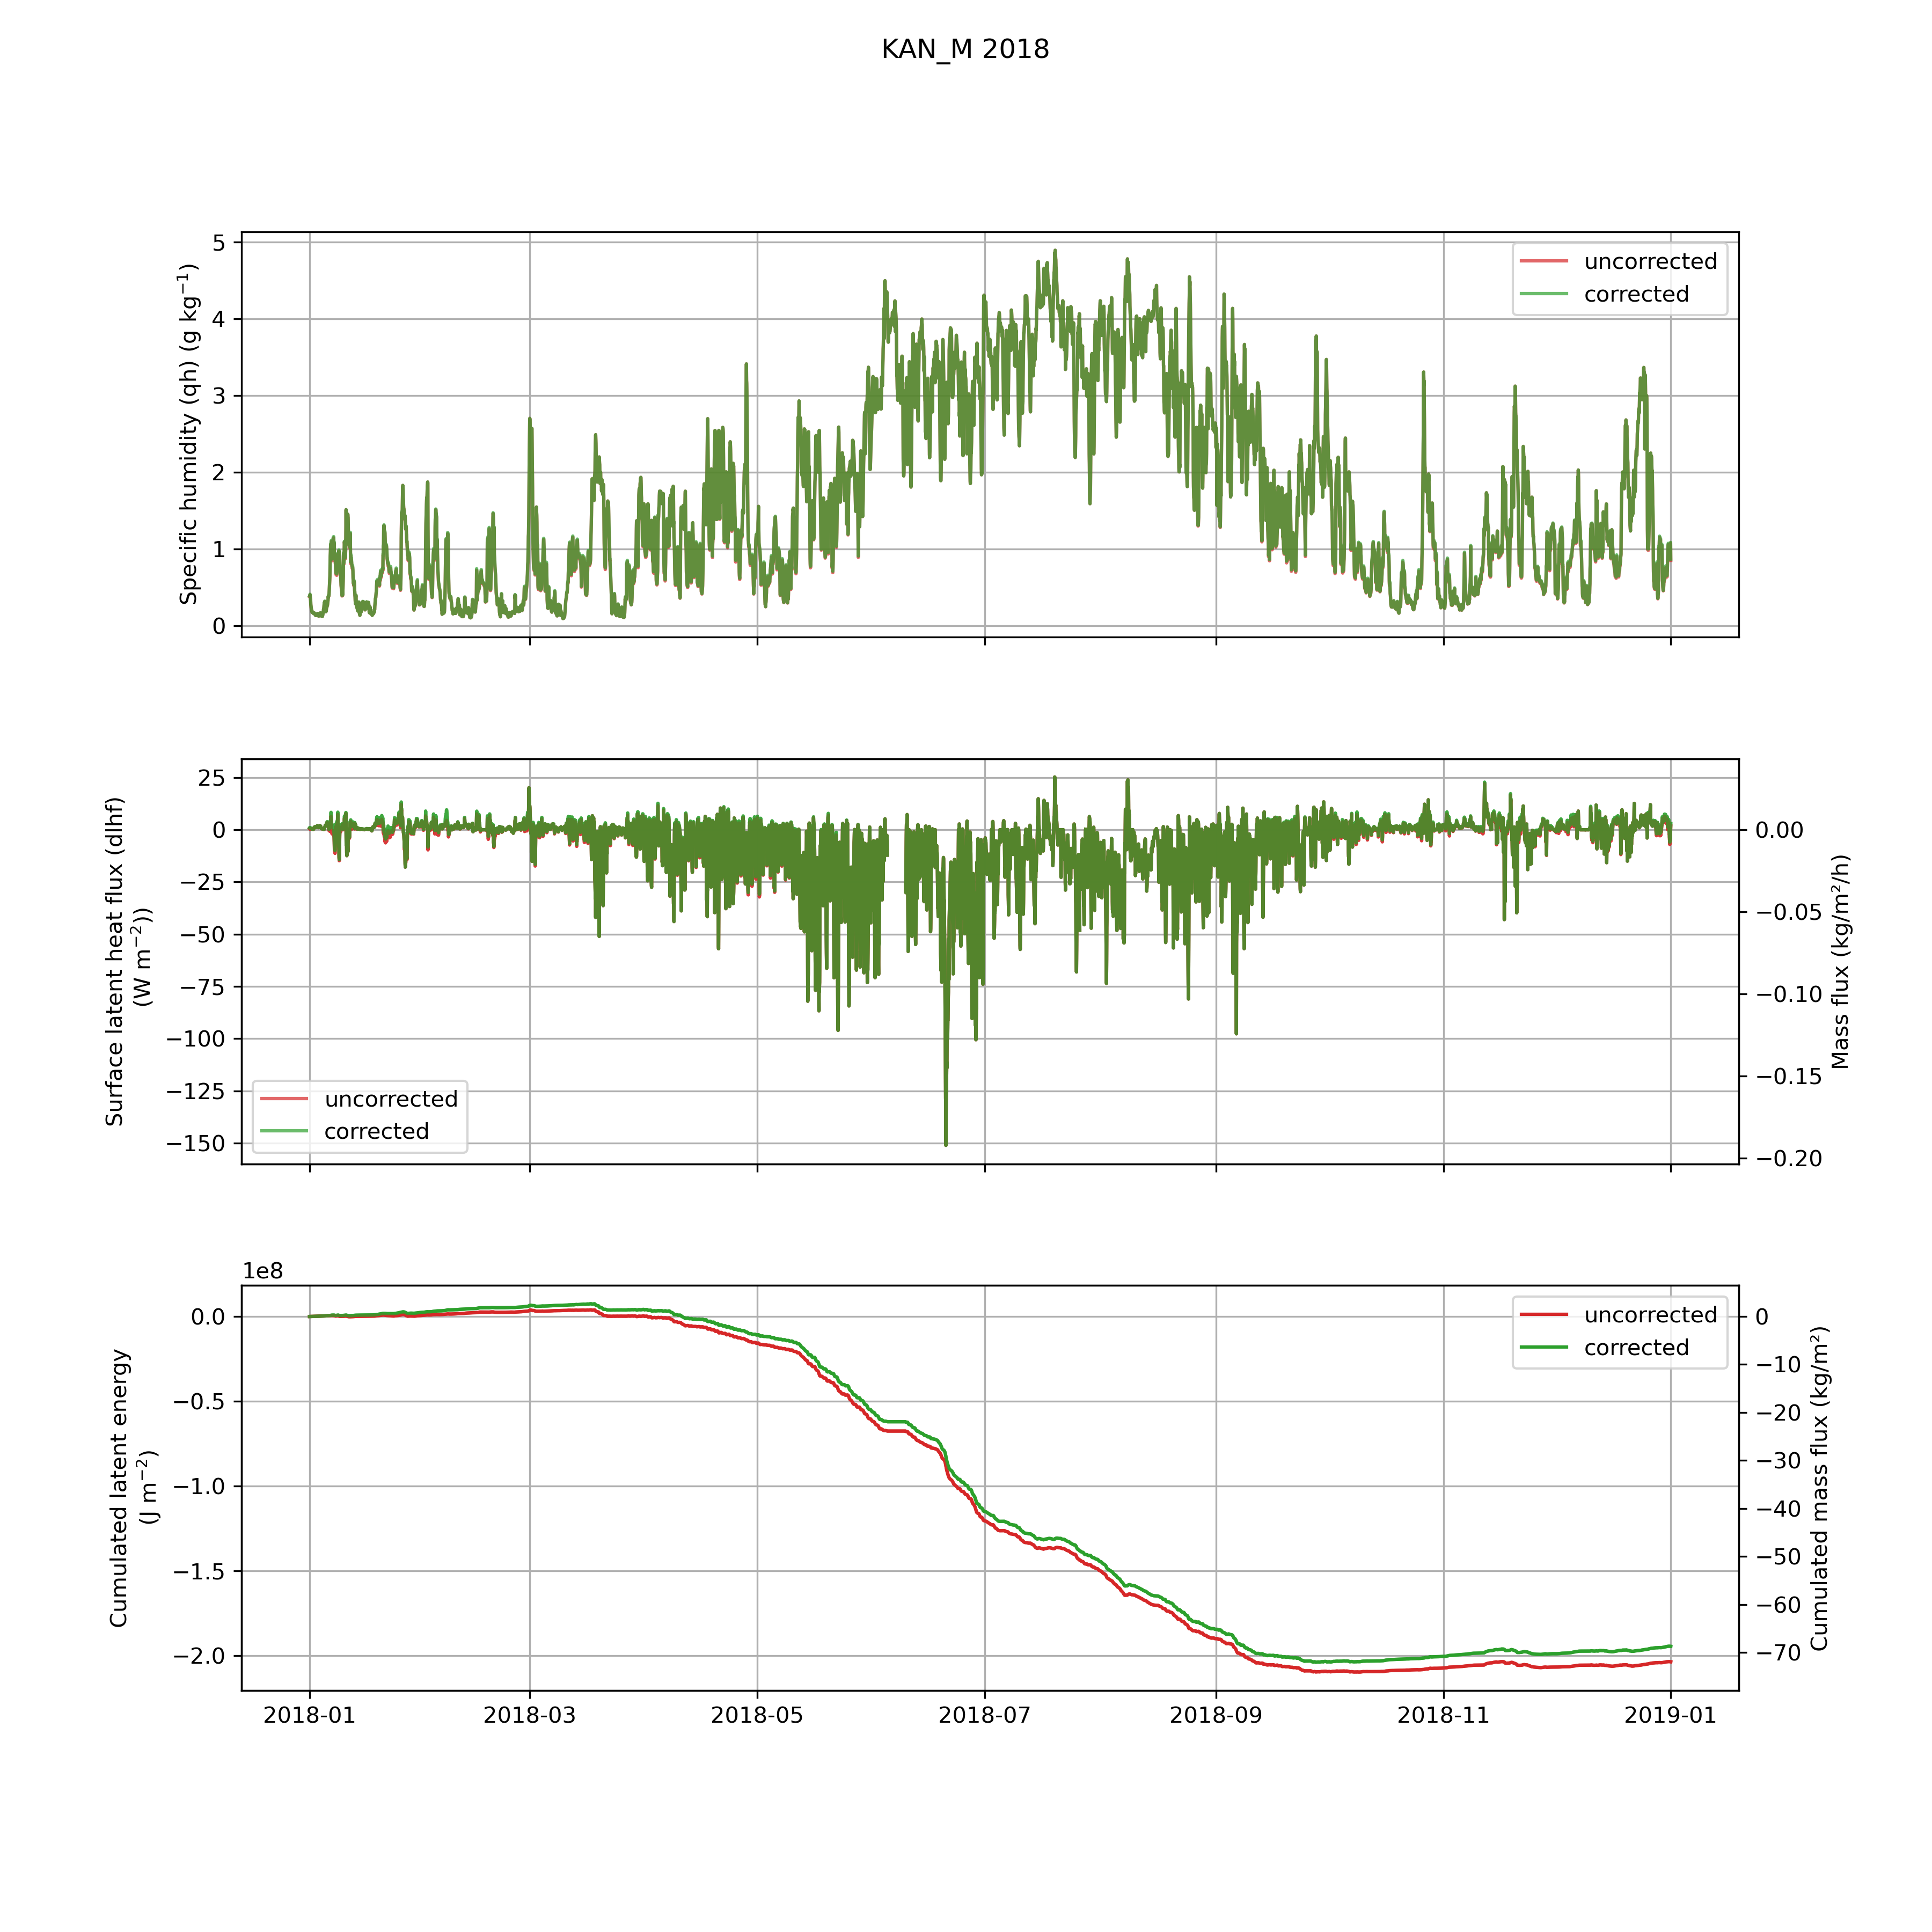 KAN_M 2018
Specific humidity (qh) (g kg⁻¹)
5
4
3
2
1
0
uncorrected
corrected
Surface latent heat flux (dlhf)
(W m⁻²))
25
0
−25
−50
−75
−100
−125
−150
uncorrected
corrected
0.00
−0.05
−0.10
−0.15
−0.20
Mass flux (kg/m²/h)
1e8
Cumulated latent energy
(J m⁻²)
0.0
−0.5
−1.0
−1.5
−2.0
uncorrected
corrected
0
−10
−20
−30
−40
−50
−60
−70
Cumulated mass flux (kg/m²)
2018-01 2018-03 2018-05 2018-07 2018-09 2018-11 2019-01